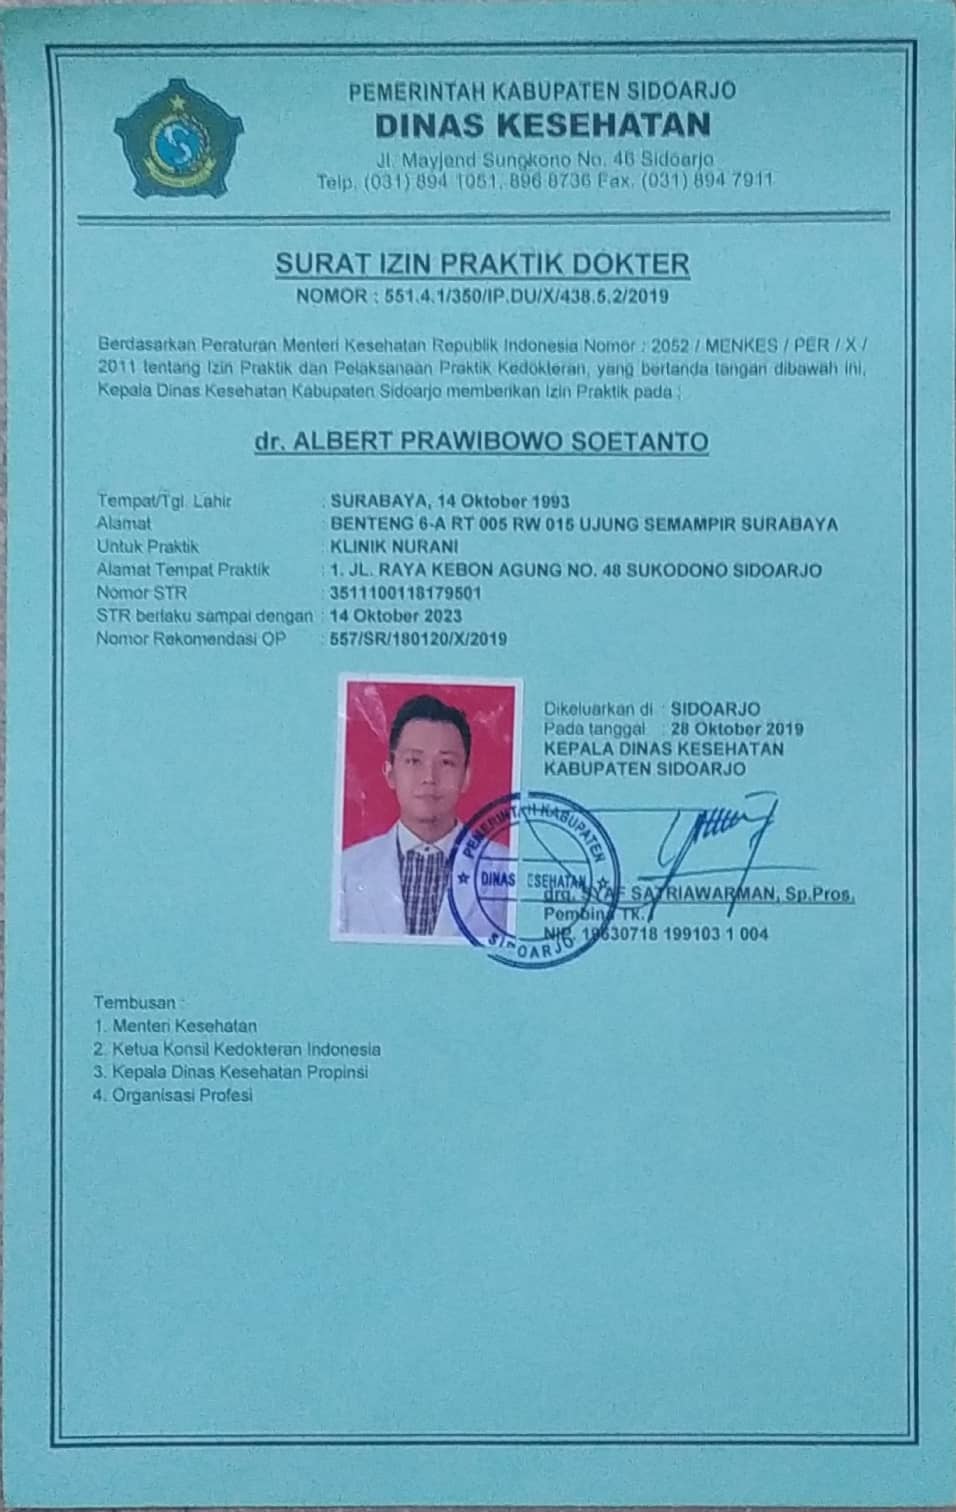 PEMERINTAH KABUPATEN SIDOARJO
DINAS KESEHATAN
Jl. Mayjend Sungkono No. 46 Sidoarjo
Telp. (031) 894 1051, 896 8736 Fax. (031) 894 7911
SURAT IZIN PRAKTIK DOKTER
NOMOR : 551.4.1/350/IP.DU/X/438.5.2/2019
Berdasarkan Peraturan Menteri Kesehatan Republik Indonesia Nomor : 2052 / MENKES / PER / X /
2011 tentang Izin Praktik dan Pelaksanaan Praktik Kedokteran, yang bertanda tangan dibawah ini,
Kepala Dinas Kesehatan Kabupaten Sidoarjo memberikan Izin Praktik pada :
dr. ALBERT PRAWIBOWO SOETANTO
Tempat/Tgl. Lahir : SURABAYA, 14 Oktober 1993
Alamat : BENTENG 6-A RT 005 RW 015 UJUNG SEMAMPIR SURABAYA
Untuk Praktik : KLINIK NURANI
Alamat Tempat Praktik : 1. JL. RAYA KEBON AGUNG NO. 48 SUKODONO SIDOARJO
Nomor STR : 3511100118179501
STR berlaku sampai dengan : 14 Oktober 2023
Nomor Rekomendasi OP : 557/SR/180120/X/2019
Dikeluarkan di : SIDOARJO
Pada tanggal : 28 Oktober 2019
KEPALA DINAS KESEHATAN
KABUPATEN SIDOARJO
PEMERINTAH KABUPATEN
DINAS KESEHATAN
SIDOARJO
drg. SYAF SATRIAWARMAN, Sp.Pros.
Pembina TK.
NIP. 19630718 199103 1 004
Tembusan :
1. Menteri Kesehatan
2. Ketua Konsil Kedokteran Indonesia
3. Kepala Dinas Kesehatan Propinsi
4. Organisasi Profesi